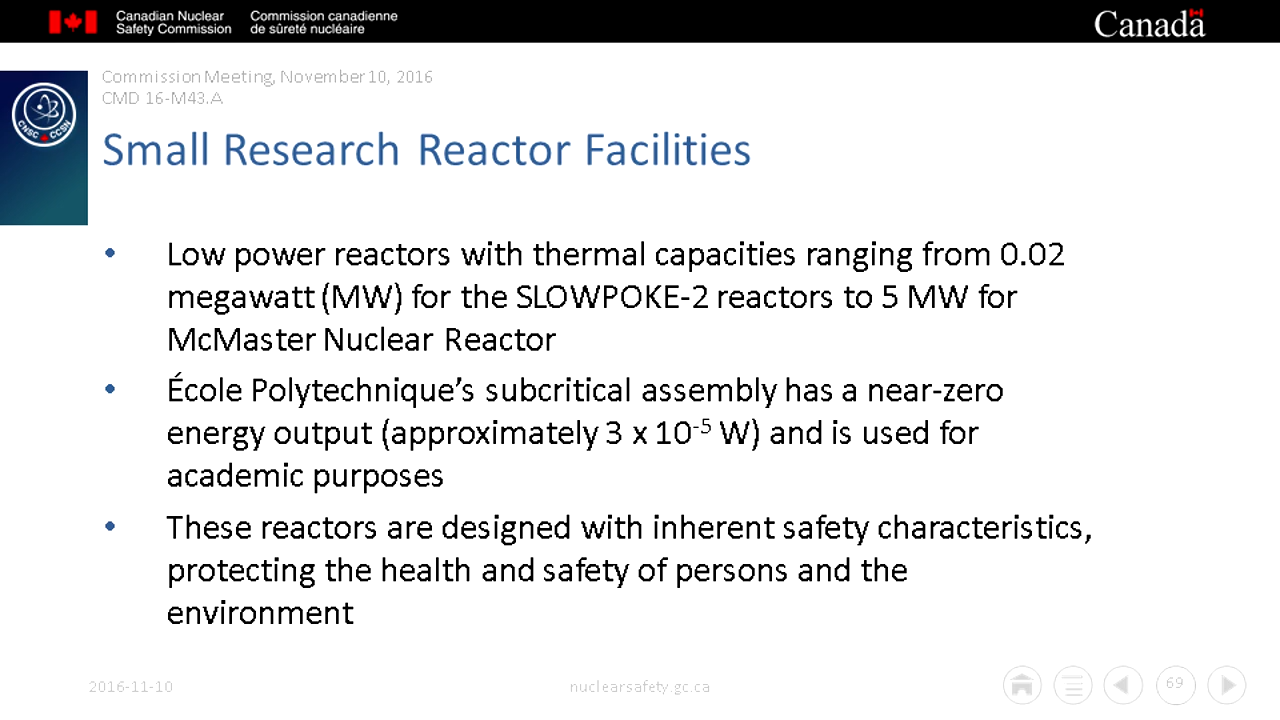 Canadian Nuclear Safety Commission
Commission canadienne de sûreté nucléaire
Canada
Commission Meeting, November 10, 2016
CMD 16-M43.A
CNSC CCSN
Small Research Reactor Facilities
• Low power reactors with thermal capacities ranging from 0.02
megawatt (MW) for the SLOWPOKE-2 reactors to 5 MW for
McMaster Nuclear Reactor
• École Polytechnique’s subcritical assembly has a near-zero
energy output (approximately 3 x 10⁻⁵ W) and is used for
academic purposes
• These reactors are designed with inherent safety characteristics,
protecting the health and safety of persons and the
environment
2016-11-10
nuclearsafety.gc.ca
69